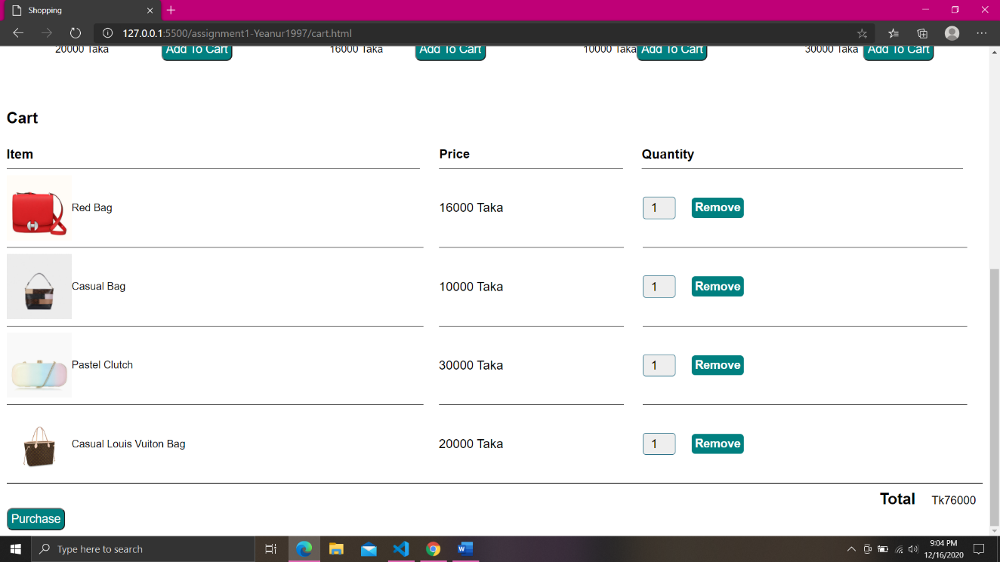 Shopping
127.0.0.1:5500/assignment1-Yeanur1997/cart.html
20000 Taka Add To Cart 16000 Taka Add To Cart 10000 Taka Add To Cart 30000 Taka Add To Cart
Cart
Item Price Quantity
Red Bag 16000 Taka 1 Remove
Casual Bag 10000 Taka 1 Remove
Pastel Clutch 30000 Taka 1 Remove
Casual Louis Vuiton Bag 20000 Taka 1 Remove
Total Tk76000
Purchase
Type here to search
9:04 PM
12/16/2020